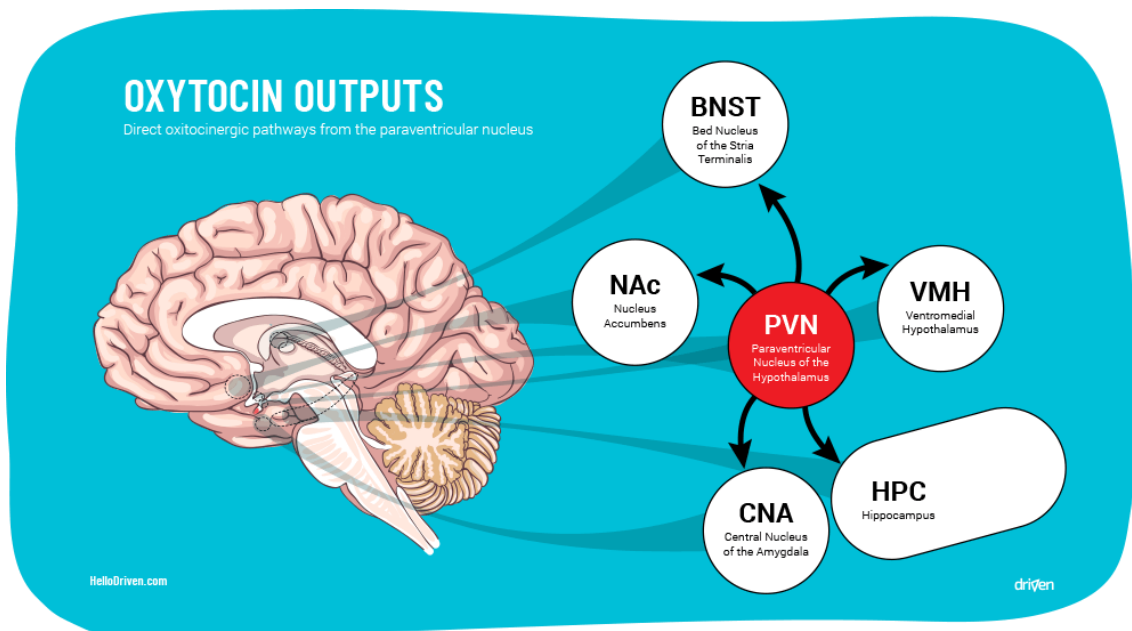 OXYTOCIN OUTPUTS
Direct oxitocinergic pathways from the paraventricular nucleus
BNST
Bed Nucleus
of the Stria
Terminalis
NAc
Nucleus
Accumbens
VMH
Ventromedial
Hypothalamus
PVN
Paraventricular
Nucleus of the
Hypothalamus
CNA
Central Nucleus
of the Amygdala
HPC
Hippocampus
HelloDriven.com
driven